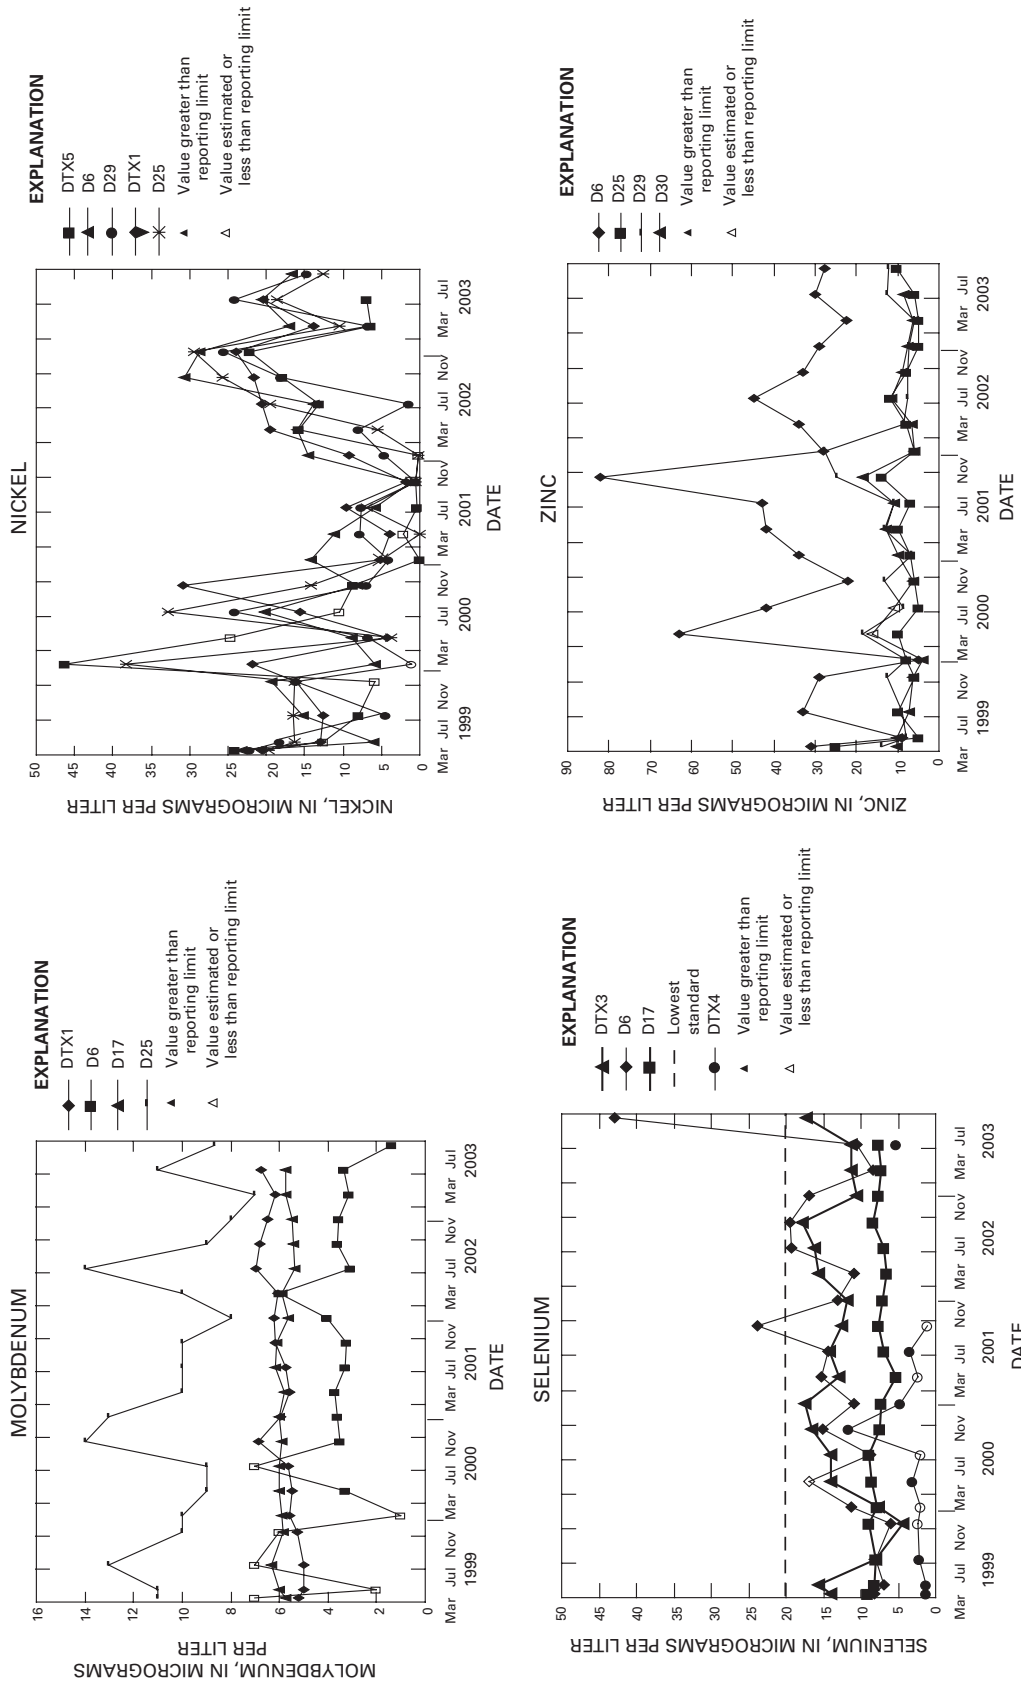 MOLYBDENUM
MOLYBDENUM, IN MICROGRAMS
PER LITER
16
14
12
10
8
6
4
2
0
Mar Jul Nov Mar Jul Nov Mar Jul Nov Mar Jul Nov Mar Jul
1999 2000 2001 2002 2003
DATE
EXPLANATION
DTX1
D6
D17
D25
Value greater than
reporting limit
Value estimated or
less than reporting limit
NICKEL
NICKEL, IN MICROGRAMS PER LITER
50
45
40
35
30
25
20
15
10
5
0
Mar Jul Nov Mar Jul Nov Mar Jul Nov Mar Jul Nov Mar Jul
1999 2000 2001 2002 2003
DATE
EXPLANATION
DTX5
D6
D29
DTX1
D25
Value greater than
reporting limit
Value estimated or
less than reporting limit
SELENIUM
SELENIUM, IN MICROGRAMS PER LITER
50
45
40
35
30
25
20
15
10
5
0
Mar Jul Nov Mar Jul Nov Mar Jul Nov Mar Jul Nov Mar Jul
1999 2000 2001 2002 2003
DATE
EXPLANATION
DTX3
D6
D17
Lowest
standard
DTX4
Value greater than
reporting limit
Value estimated or
less than reporting limit
ZINC
ZINC, IN MICROGRAMS PER LITER
90
80
70
60
50
40
30
20
10
0
Mar Jul Nov Mar Jul Nov Mar Jul Nov Mar Jul Nov Mar Jul
1999 2000 2001 2002 2003
DATE
EXPLANATION
D6
D25
D29
D30
Value greater than
reporting limit
Value estimated or
less than reporting limit